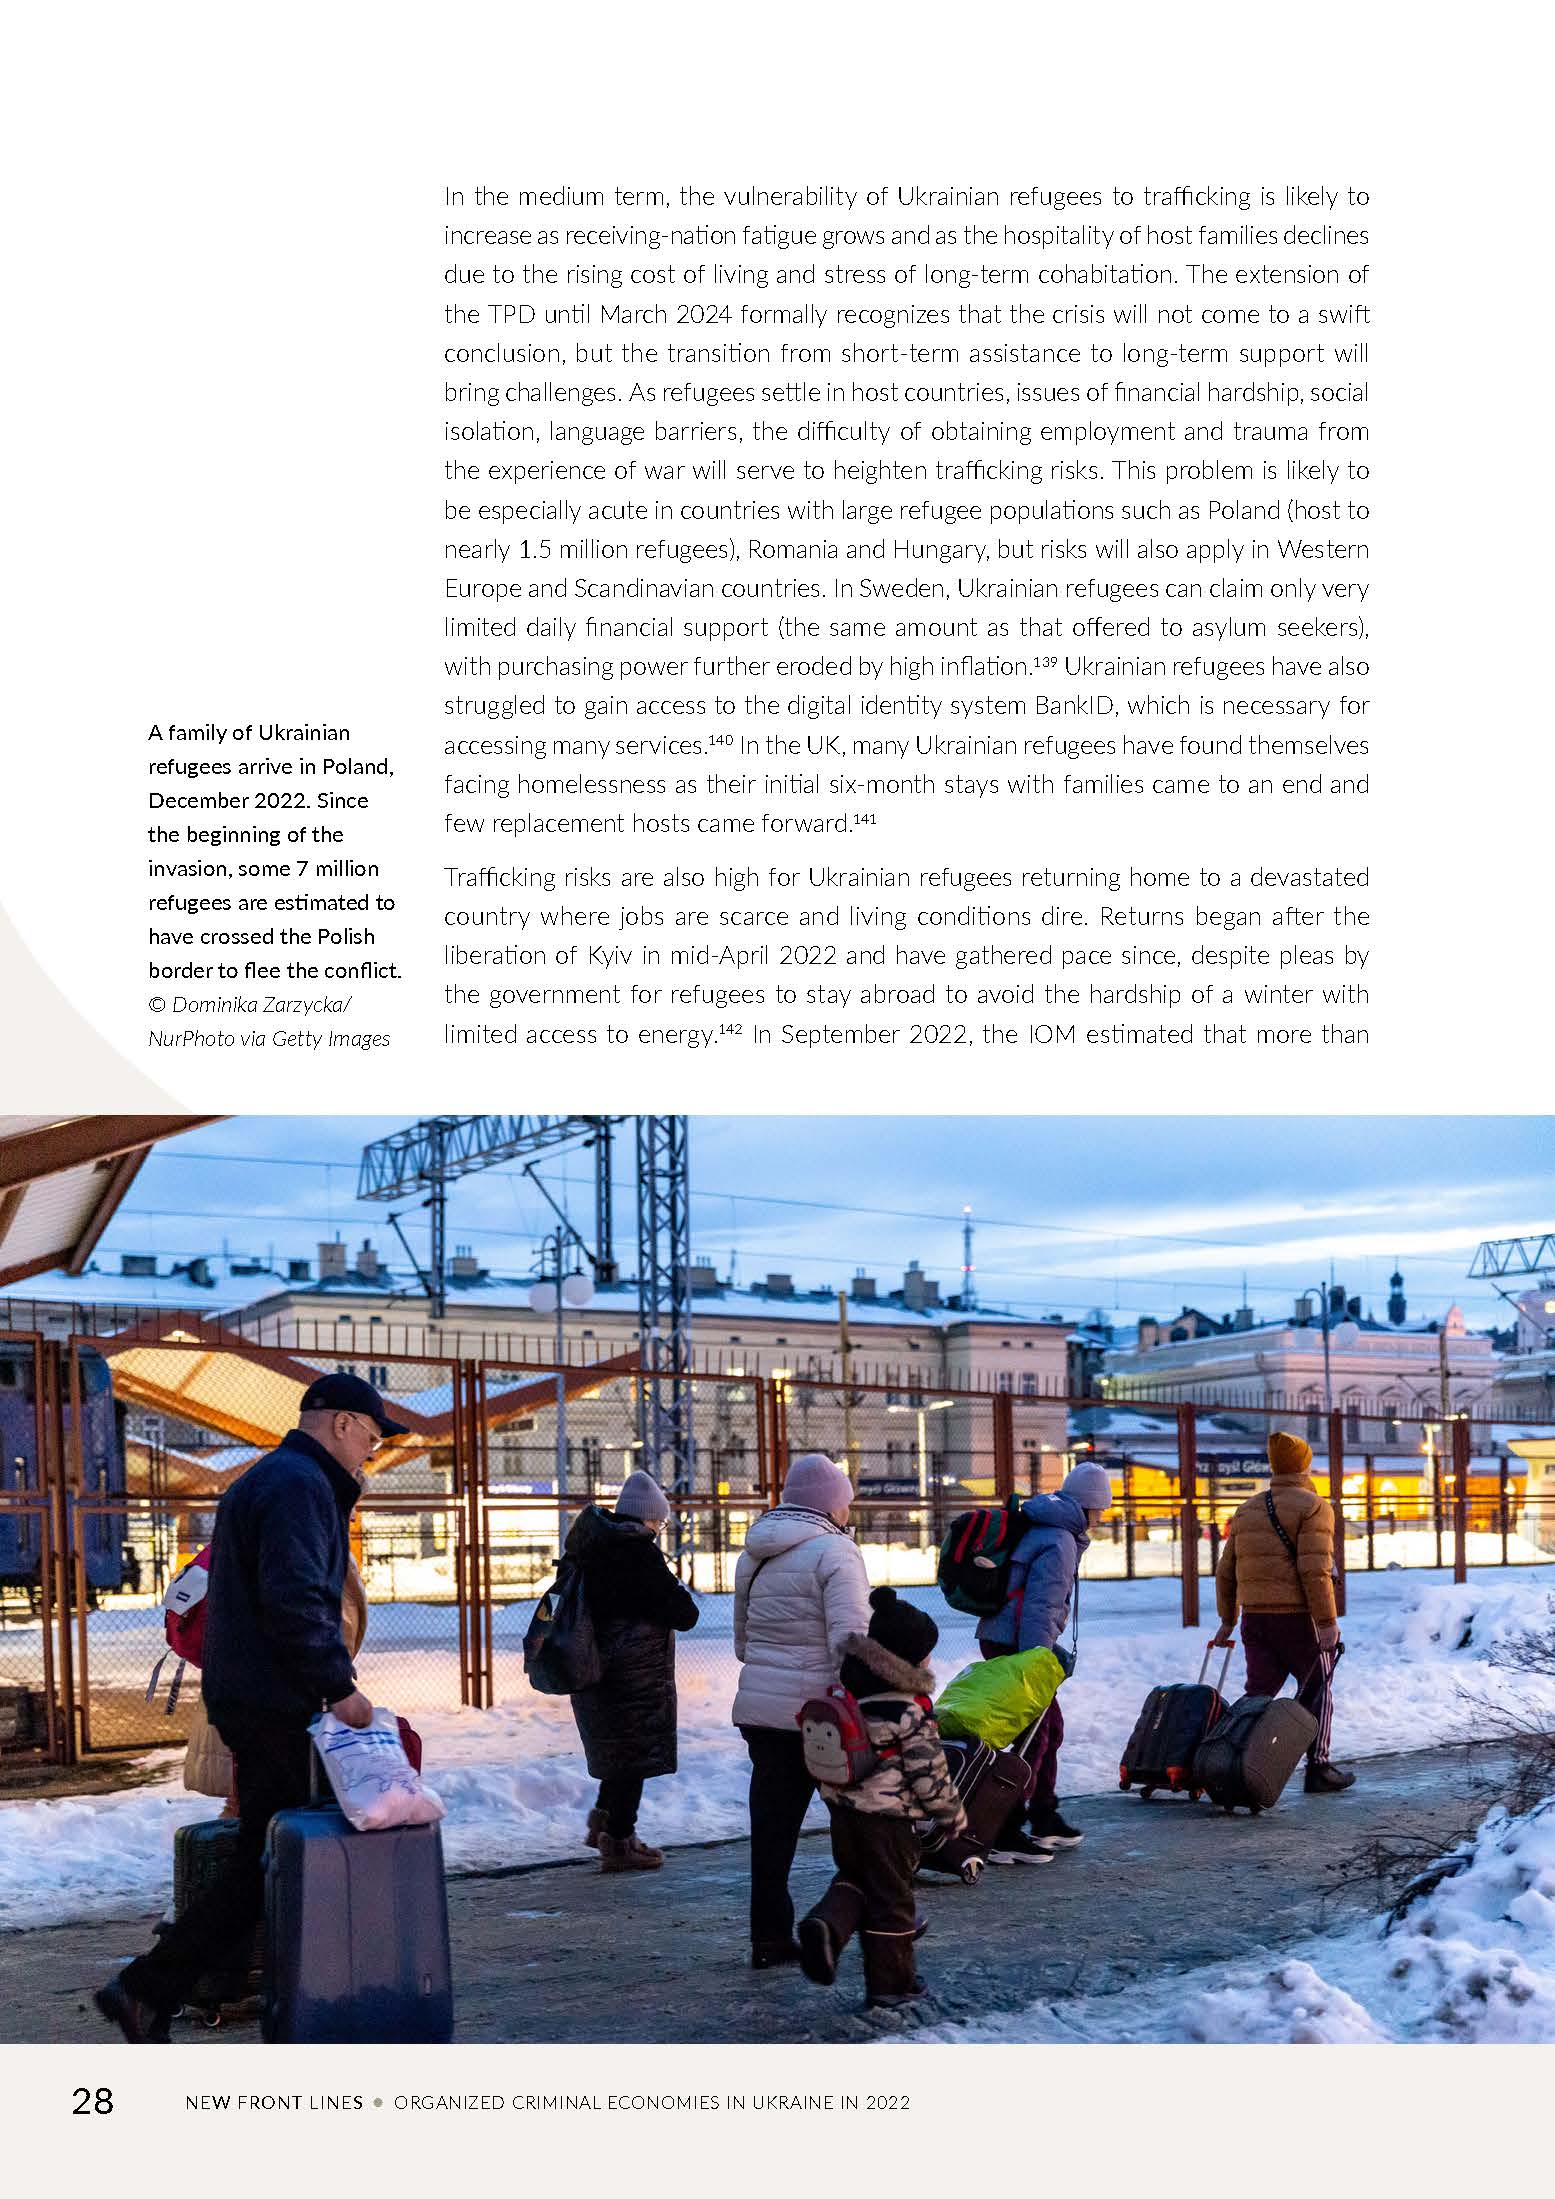 In the medium term, the vulnerability of Ukrainian refugees to trafficking is likely to
increase as receiving-nation fatigue grows and as the hospitality of host families declines
due to the rising cost of living and stress of long-term cohabitation. The extension of
the TPD until March 2024 formally recognizes that the crisis will not come to a swift
conclusion, but the transition from short-term assistance to long-term support will
bring challenges. As refugees settle in host countries, issues of financial hardship, social
isolation, language barriers, the difficulty of obtaining employment and trauma from
the experience of war will serve to heighten trafficking risks. This problem is likely to
be especially acute in countries with large refugee populations such as Poland (host to
nearly 1.5 million refugees), Romania and Hungary, but risks will also apply in Western
Europe and Scandinavian countries. In Sweden, Ukrainian refugees can claim only very
limited daily financial support (the same amount as that offered to asylum seekers),
with purchasing power further eroded by high inflation.¹³⁹ Ukrainian refugees have also
struggled to gain access to the digital identity system BankID, which is necessary for
accessing many services.¹⁴⁰ In the UK, many Ukrainian refugees have found themselves
facing homelessness as their initial six-month stays with families came to an end and
few replacement hosts came forward.¹⁴¹
Trafficking risks are also high for Ukrainian refugees returning home to a devastated
country where jobs are scarce and living conditions dire. Returns began after the
liberation of Kyiv in mid-April 2022 and have gathered pace since, despite pleas by
the government for refugees to stay abroad to avoid the hardship of a winter with
limited access to energy.¹⁴² In September 2022, the IOM estimated that more than
A family of Ukrainian
refugees arrive in Poland,
December 2022. Since
the beginning of the
invasion, some 7 million
refugees are estimated to
have crossed the Polish
border to flee the conflict.
© Dominika Zarzycka/
NurPhoto via Getty Images
28 NEW FRONT LINES • ORGANIZED CRIMINAL ECONOMIES IN UKRAINE IN 2022